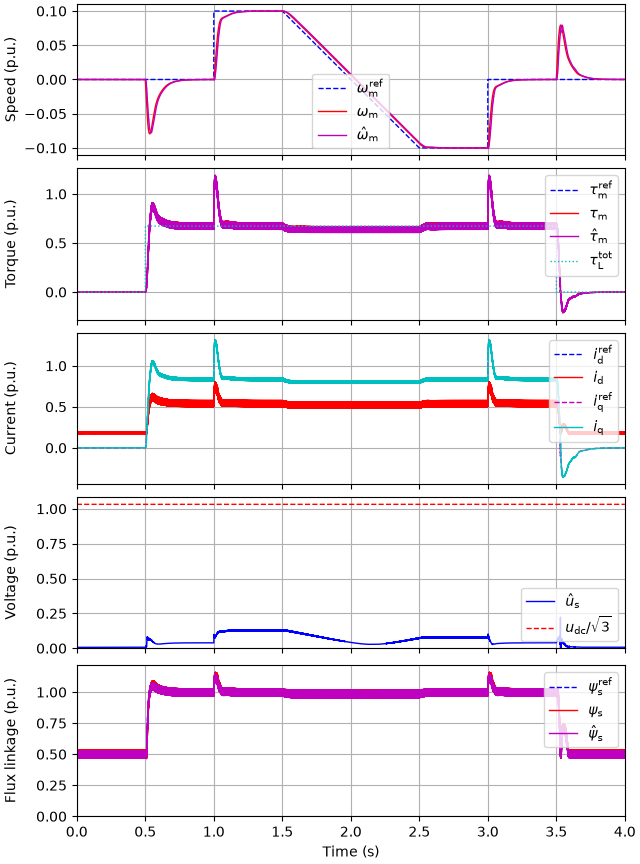 0.10
0.05
0.00
−0.05
−0.10
Speed (p.u.)
ω_m^ref
ω_m
ω̂_m
1.0
0.5
0.0
Torque (p.u.)
τ_m^ref
τ_m
τ̂_m
τ_L^tot
1.0
0.5
0.0
Current (p.u.)
i_d^ref
i_d
i_q^ref
i_q
1.00
0.75
0.50
0.25
0.00
Voltage (p.u.)
û_s
u_dc/√3
1.00
0.75
0.50
0.25
0.00
Flux linkage (p.u.)
ψ_s^ref
ψ_s
ψ̂_s
0.0 0.5 1.0 1.5 2.0 2.5 3.0 3.5 4.0
Time (s)